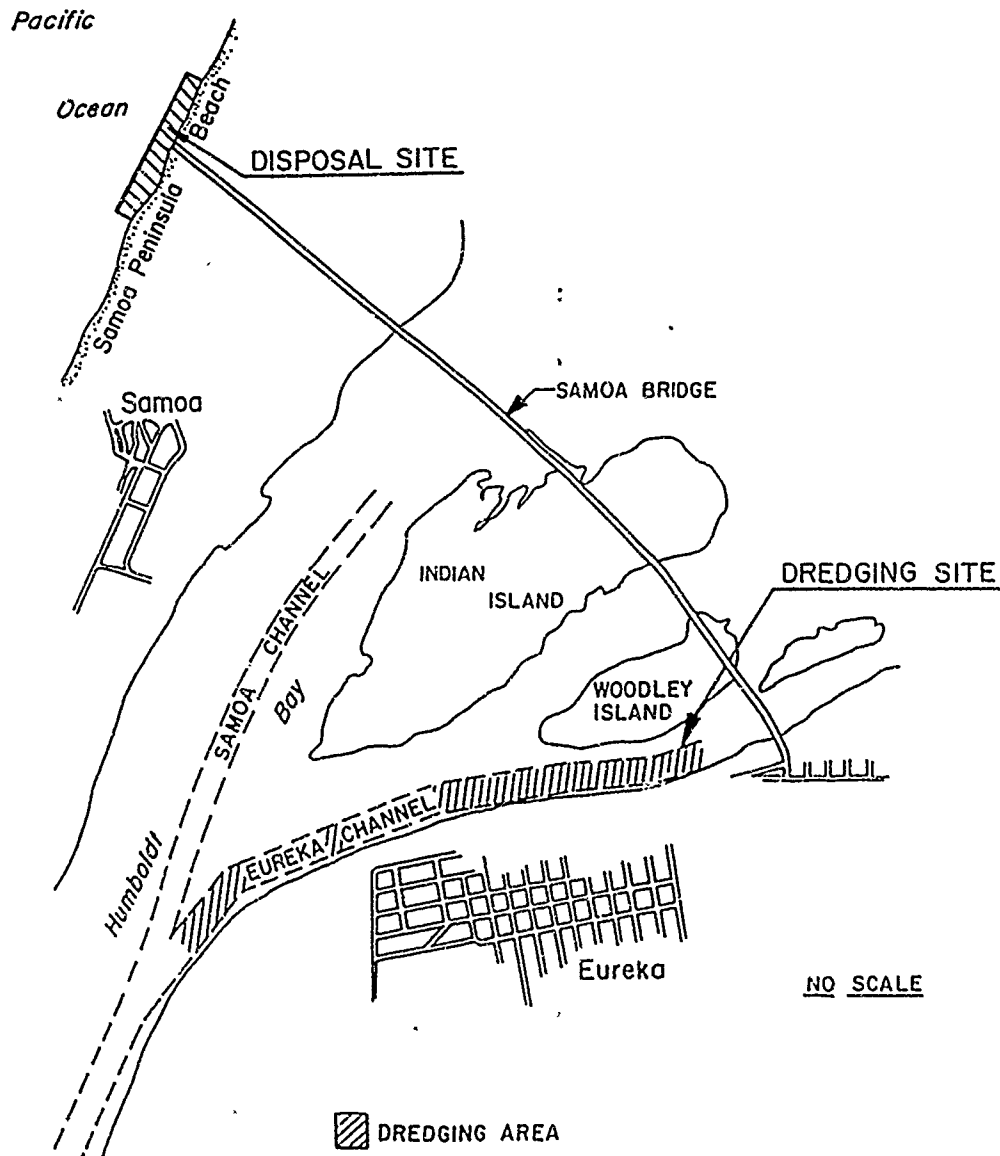 Pacific
Ocean
Beach
DISPOSAL SITE
Samoa Peninsula
SAMOA BRIDGE
Samoa
INDIAN
ISLAND
DREDGING SITE
SAMOA CHANNEL
Bay
WOODLEY
ISLAND
EUREKA CHANNEL
Humboldt
Eureka
NO SCALE
DREDGING AREA